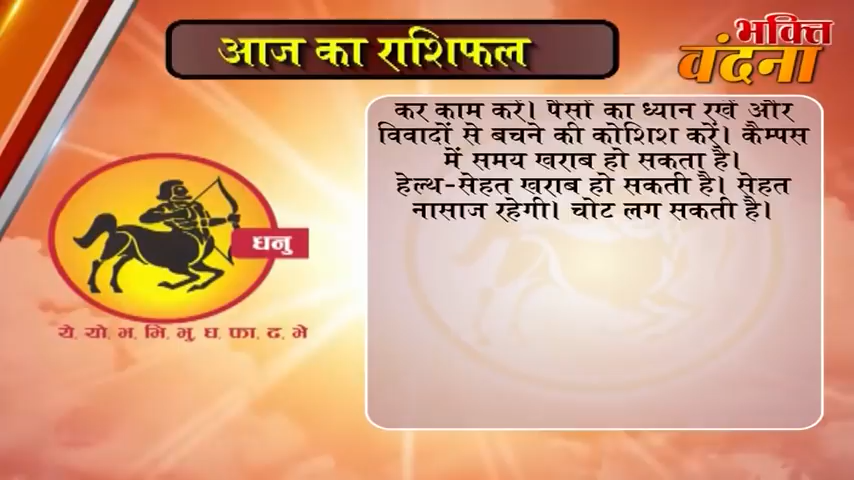 आज का राशिफल
भक्ति
वंदना
कर काम करें। पैसों का ध्यान रखें और
विवादों से बचने की कोशिश करें। कैम्पस
में समय खराब हो सकता है।
हेल्थ-सेहत खराब हो सकती है। सेहत
नासाज रहेगी। चोट लग सकती है।
धनु
ये, यो, भ, भि, भु, ध, फा, ढ, भे